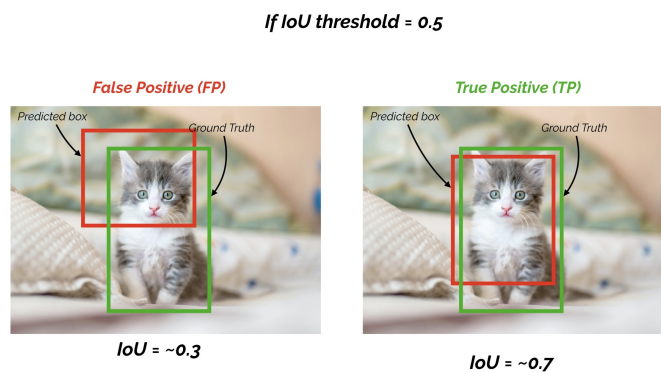 If IoU threshold = 0.5
False Positive (FP)
True Positive (TP)
Predicted box
Ground Truth
Predicted box
Ground Truth
IoU = ~0.3
IoU = ~0.7